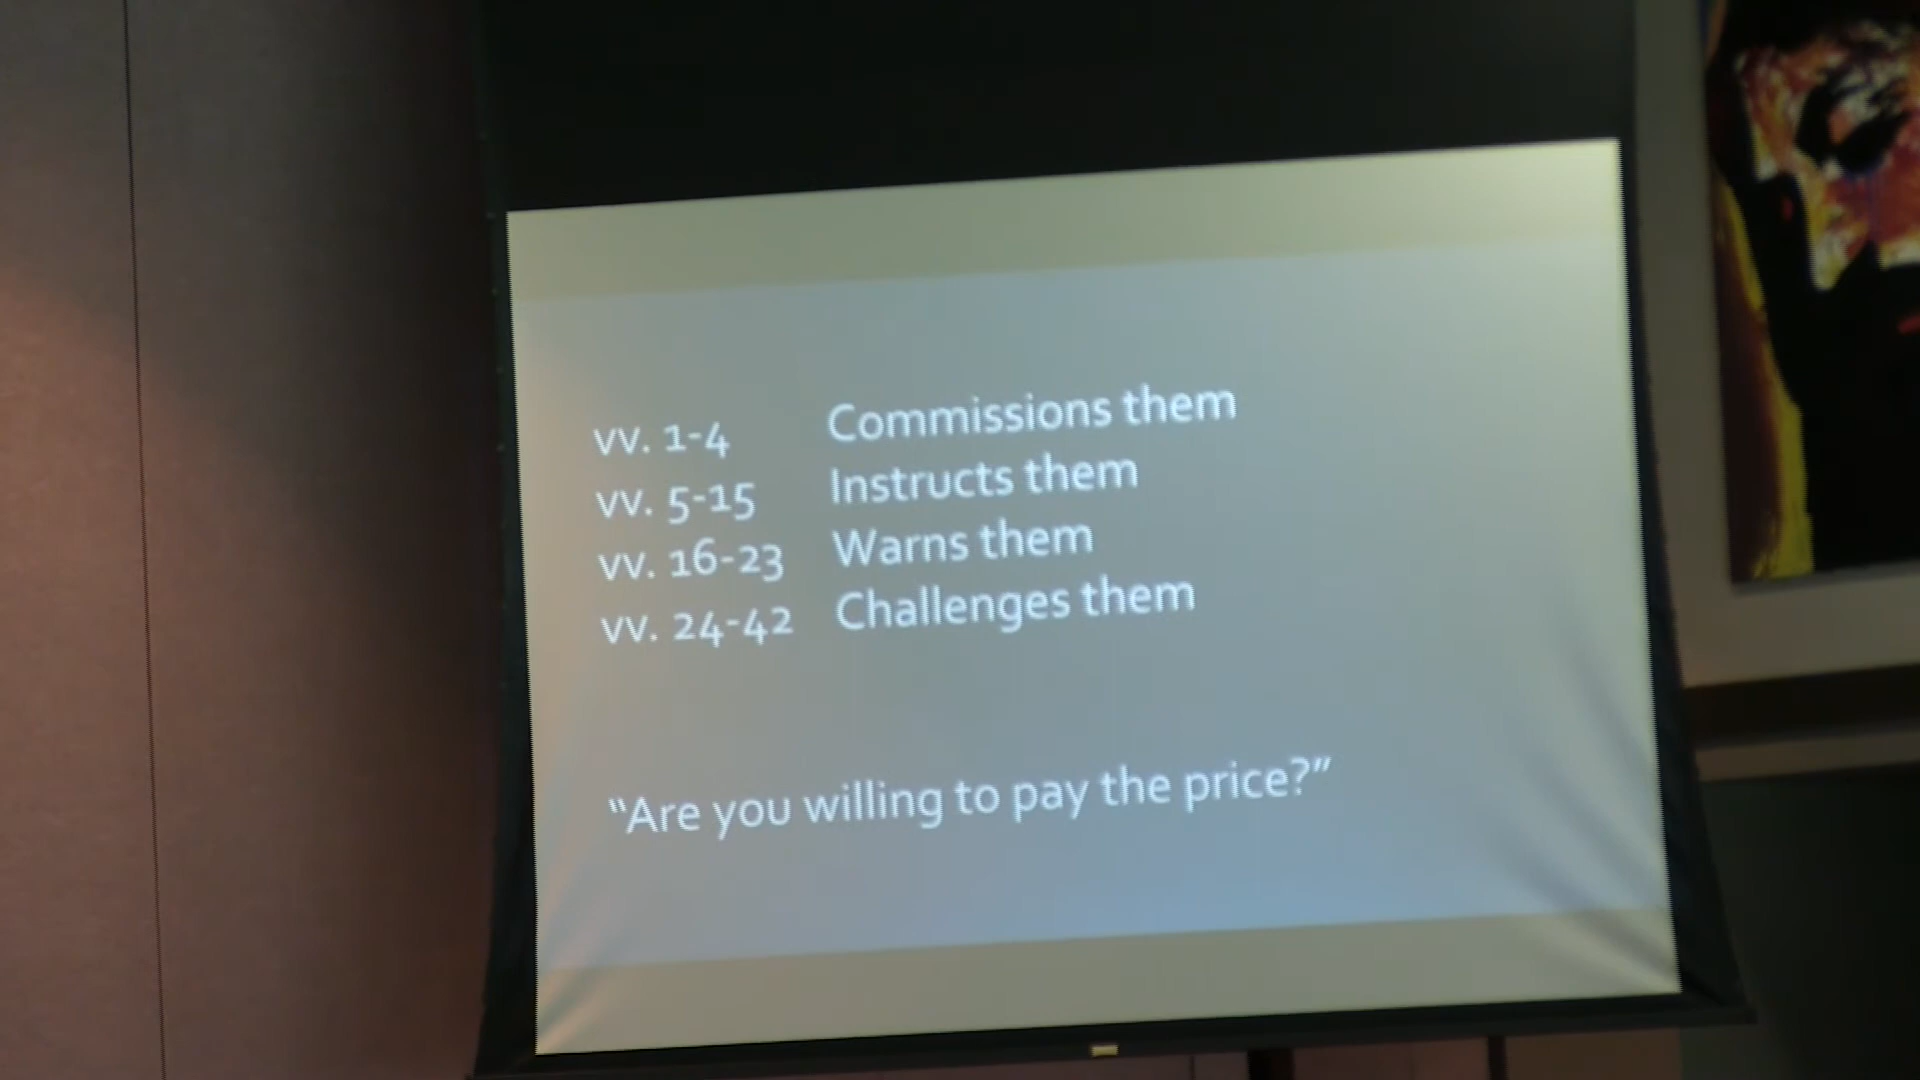 vv. 1-4 Commissions them
vv. 5-15 Instructs them
vv. 16-23 Warns them
vv. 24-42 Challenges them
“Are you willing to pay the price?”